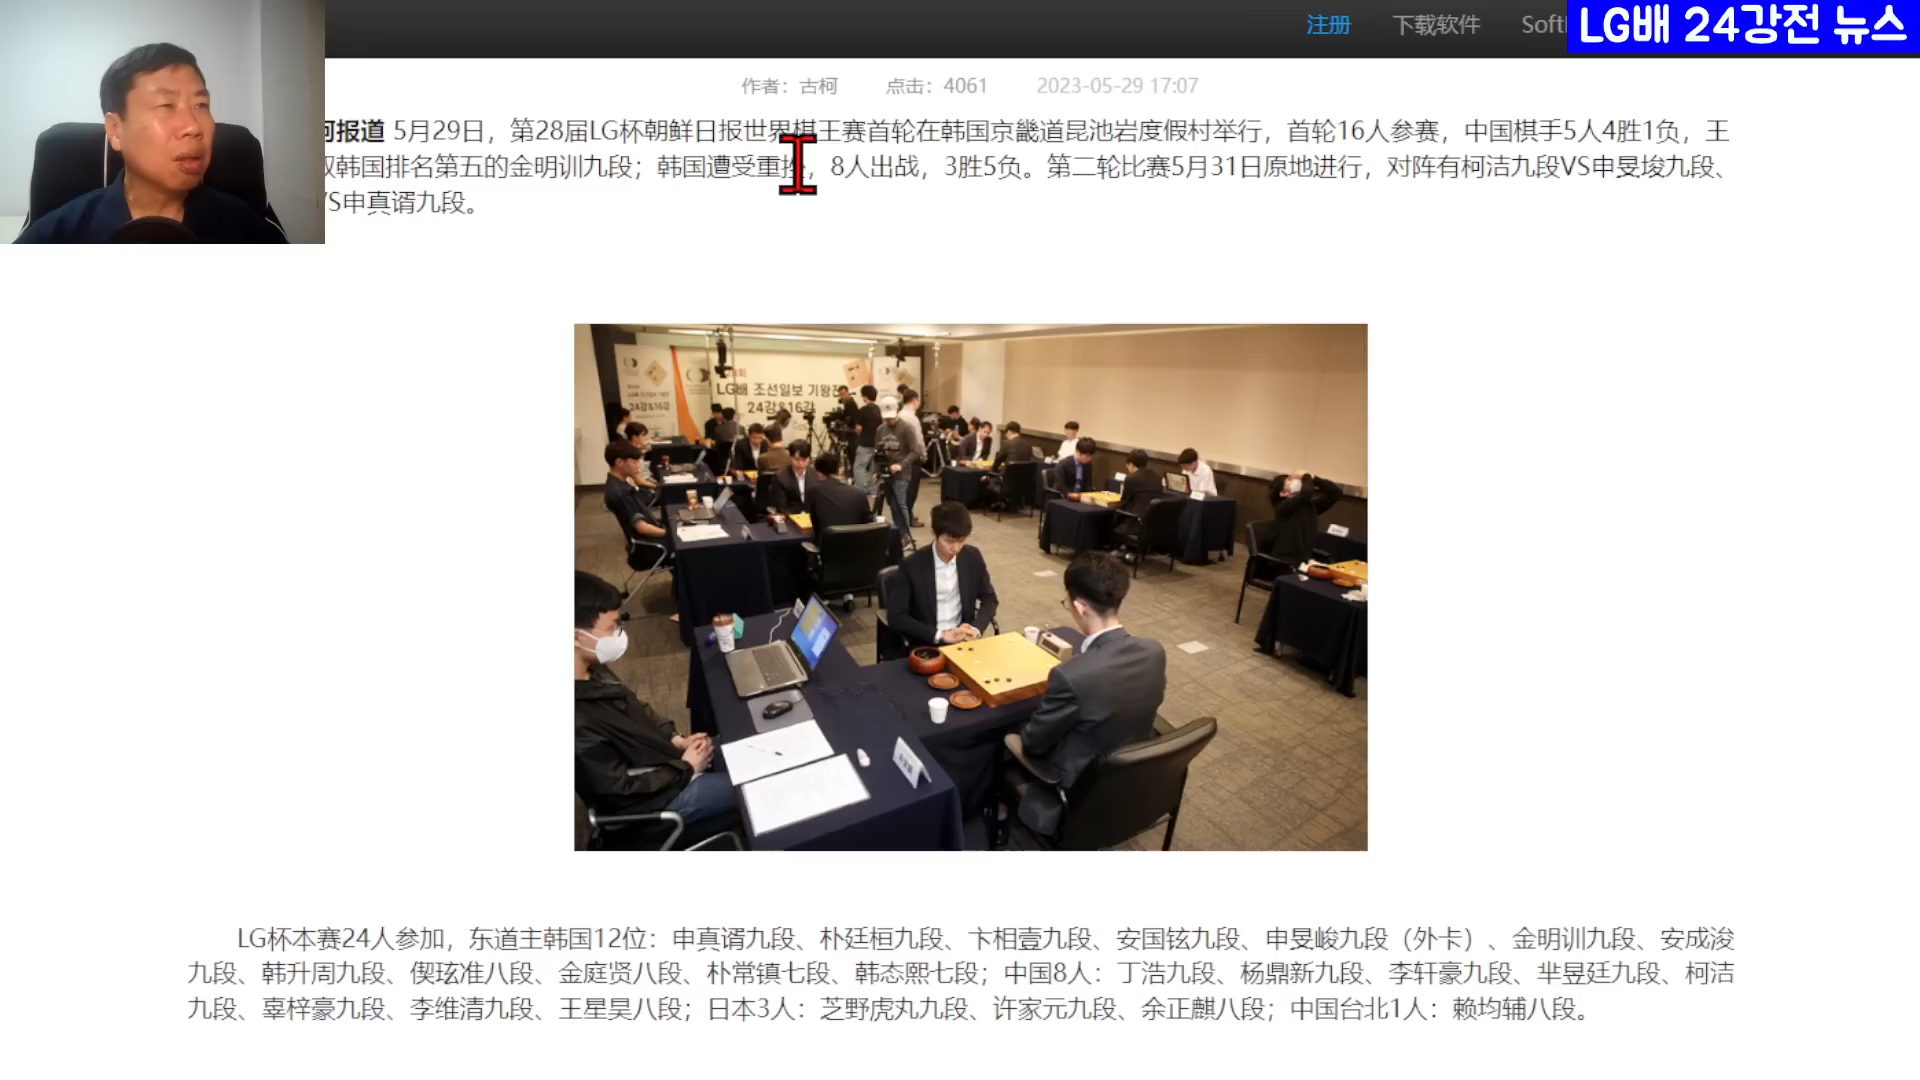 注册 下载软件 Soft
LG배 24강전 뉴스
作者：古柯 点击：4061 2023-05-29 17:07
报道 5月29日，第28届LG杯朝鲜日报世界棋王赛首轮在韩国京畿道昆池岩度假村举行，首轮16人参赛，中国棋手5人4胜1负，王
韩国排名第五的金明训九段；韩国遭受重挫，8人出战，3胜5负。第二轮比赛5月31日原地进行，对阵有柯洁九段VS申旻埈九段、
VS申真谞九段。
LG배 조선일보 기왕전
24강&16강
24강&16강
LG杯本赛24人参加，东道主韩国12位：申真谞九段、朴廷桓九段、卞相壹九段、安国铉九段、申旻峻九段（外卡）、金明训九段、安成浚
九段、韩升周九段、偰玹准八段、金庭贤八段、朴常镇七段、韩态熙七段；中国8人：丁浩九段、杨鼎新九段、李轩豪九段、芈昱廷九段、柯洁
九段、辜梓豪九段、李维清九段、王星昊八段；日本3人：芝野虎丸九段、许家元九段、余正麒八段；中国台北1人：赖均辅八段。